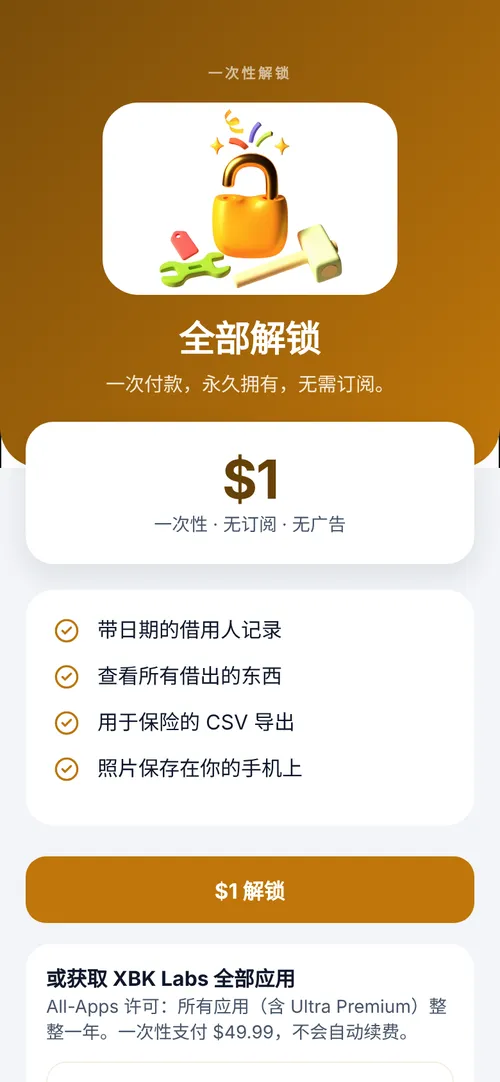 一次性解锁
全部解锁
一次付款，永久拥有，无需订阅。
$1
一次性 · 无订阅 · 无广告
带日期的借用人记录
查看所有借出的东西
用于保险的 CSV 导出
照片保存在你的手机上
$1 解锁
或获取 XBK Labs 全部应用
All-Apps 许可：所有应用（含 Ultra Premium）整
整一年。一次性支付 $49.99，不会自动续费。